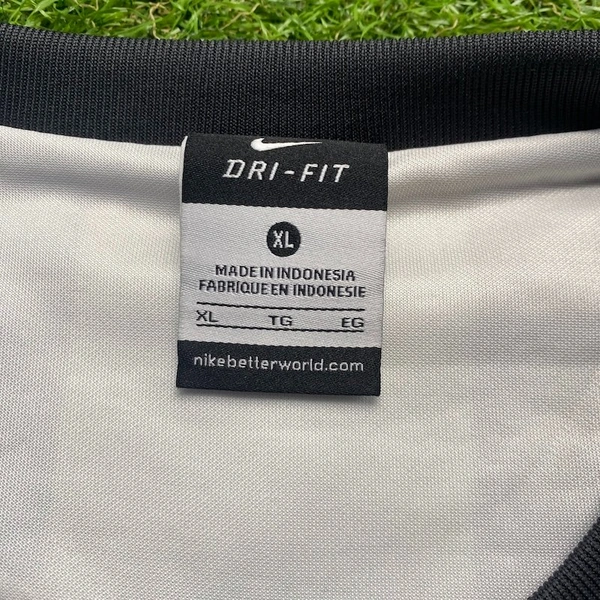 DRI-FIT
XL
MADE IN INDONESIA
FABRIQUE EN INDONESIE
XL TG EG
nikebetterworld.com